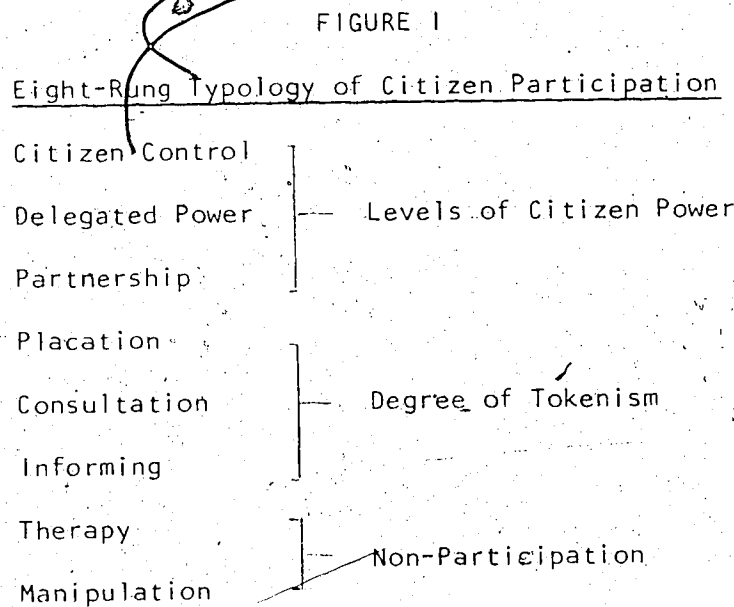 FIGURE 1
Eight-Rung Typology of Citizen Participation
Citizen Control
Delegated Power
Levels of Citizen Power
Partnership
Placation
Consultation
Degree of Tokenism
Informing
Therapy
Non-Participation
Manipulation